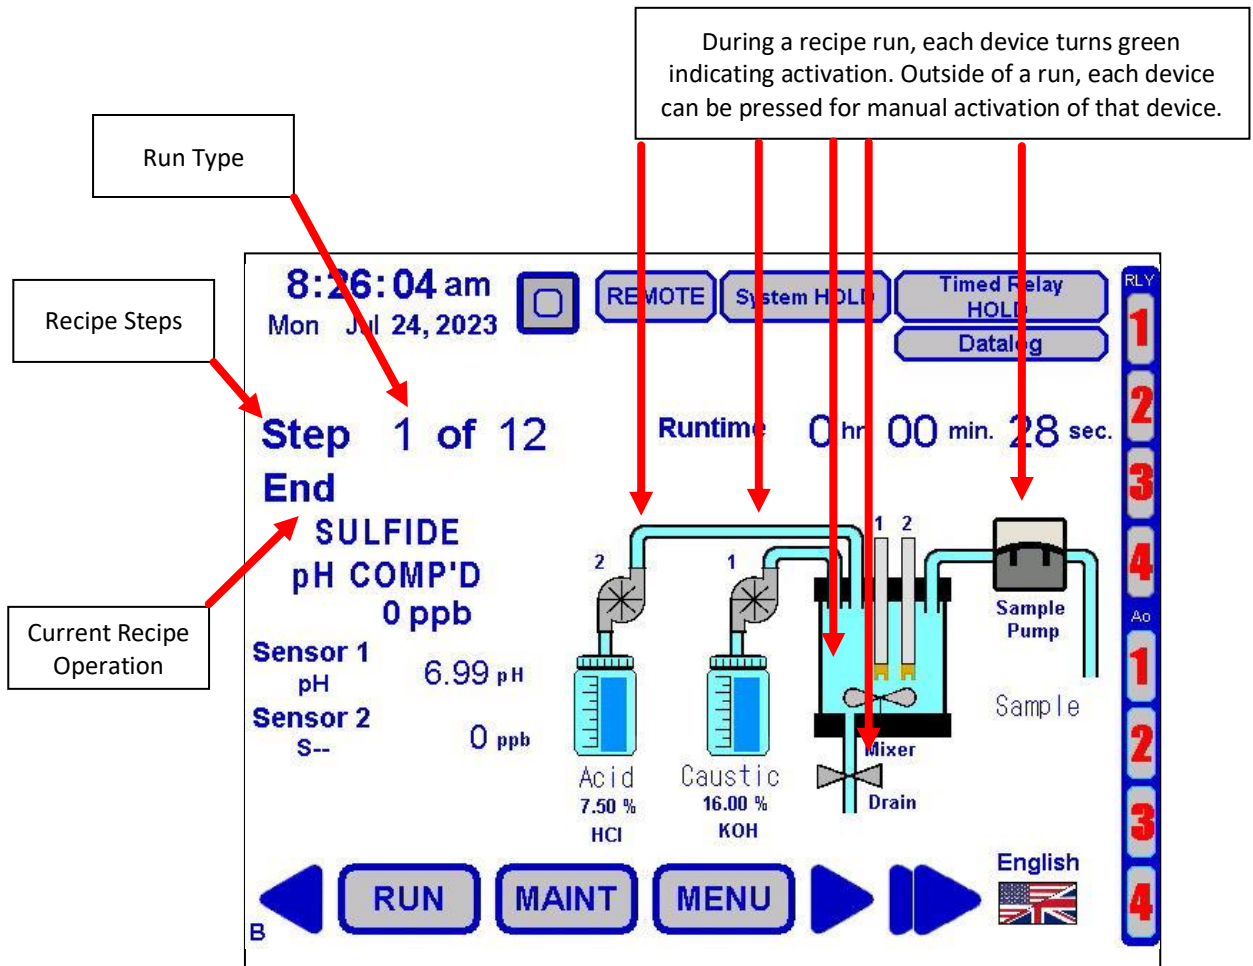 During a recipe run, each device turns green
indicating activation. Outside of a run, each device
can be pressed for manual activation of that device.
Run Type
Recipe Steps
Current Recipe
Operation
8:26:04 am
Mon Jul 24, 2023
REMOTE
System HOLD
Timed Relay
HOLD
Datalog
RLY
1
2
3
4
Ao
1
2
3
4
Step 1 of 12
Runtime 0 hr 00 min. 28 sec.
End
SULFIDE
pH COMP'D
0 ppb
Sensor 1
pH
6.99 pH
Sensor 2
S--
0 ppb
2
1
1 2
Acid
7.50 %
HCl
Caustic
16.00 %
KOH
Mixer
Drain
Sample
Pump
Sample
English
RUN
MAINT
MENU
B